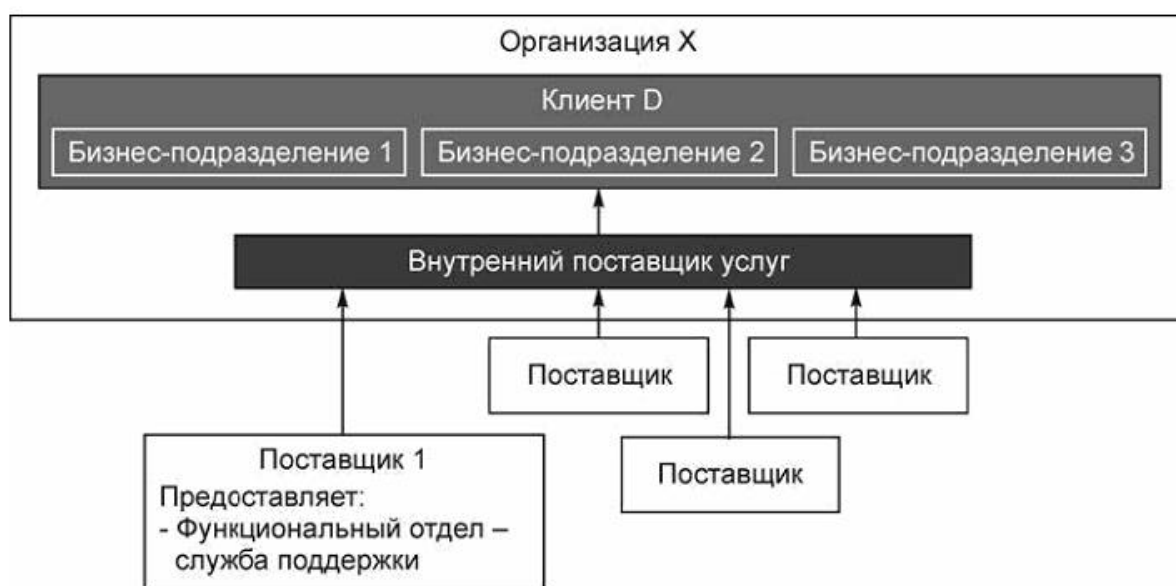 Организация X
Клиент D
Бизнес-подразделение 1
Бизнес-подразделение 2
Бизнес-подразделение 3
Внутренний поставщик услуг
Поставщик
Поставщик
Поставщик
Поставщик 1
Предоставляет:
- Функциональный отдел –
служба поддержки